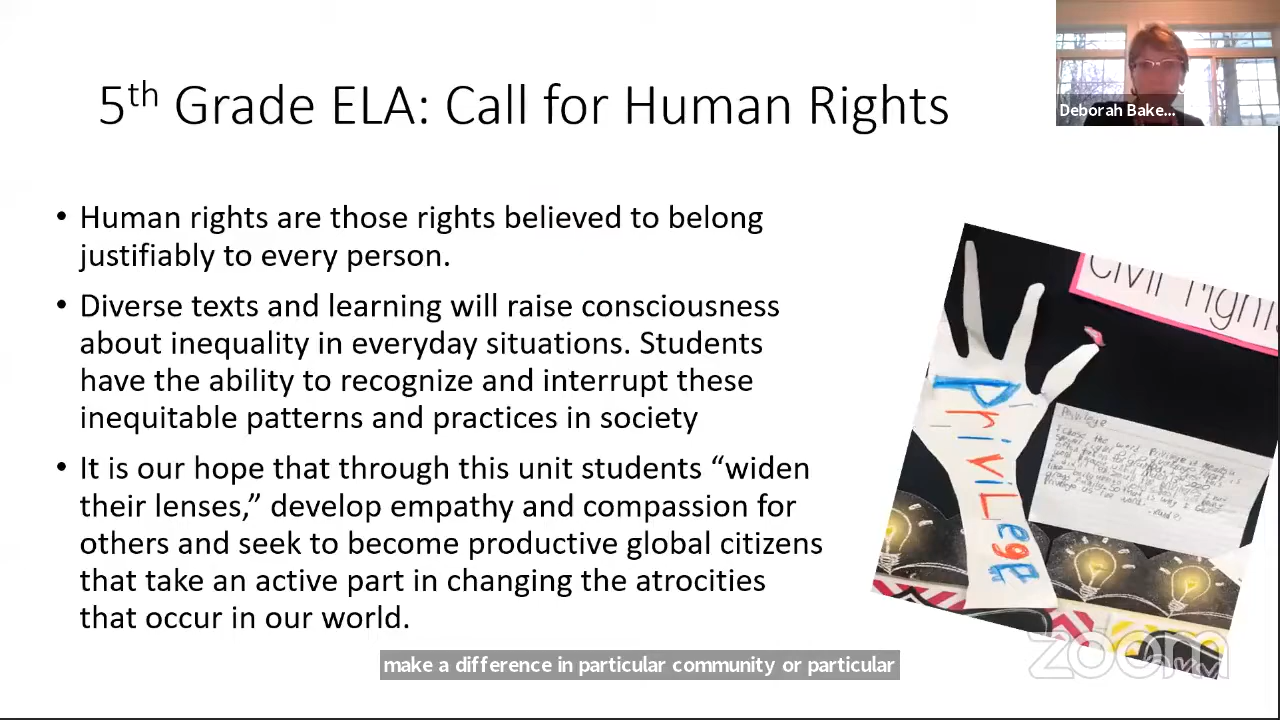 5th Grade ELA: Call for Human Rights
Deborah Bake...
• Human rights are those rights believed to belong
justifiably to every person.
• Diverse texts and learning will raise consciousness
about inequality in everyday situations. Students
have the ability to recognize and interrupt these
inequitable patterns and practices in society
• It is our hope that through this unit students “widen
their lenses,” develop empathy and compassion for
others and seek to become productive global citizens
that take an active part in changing the atrocities
that occur in our world.
Civil rights
PriviLege
Privilege
make a difference in particular community or particular
zoom